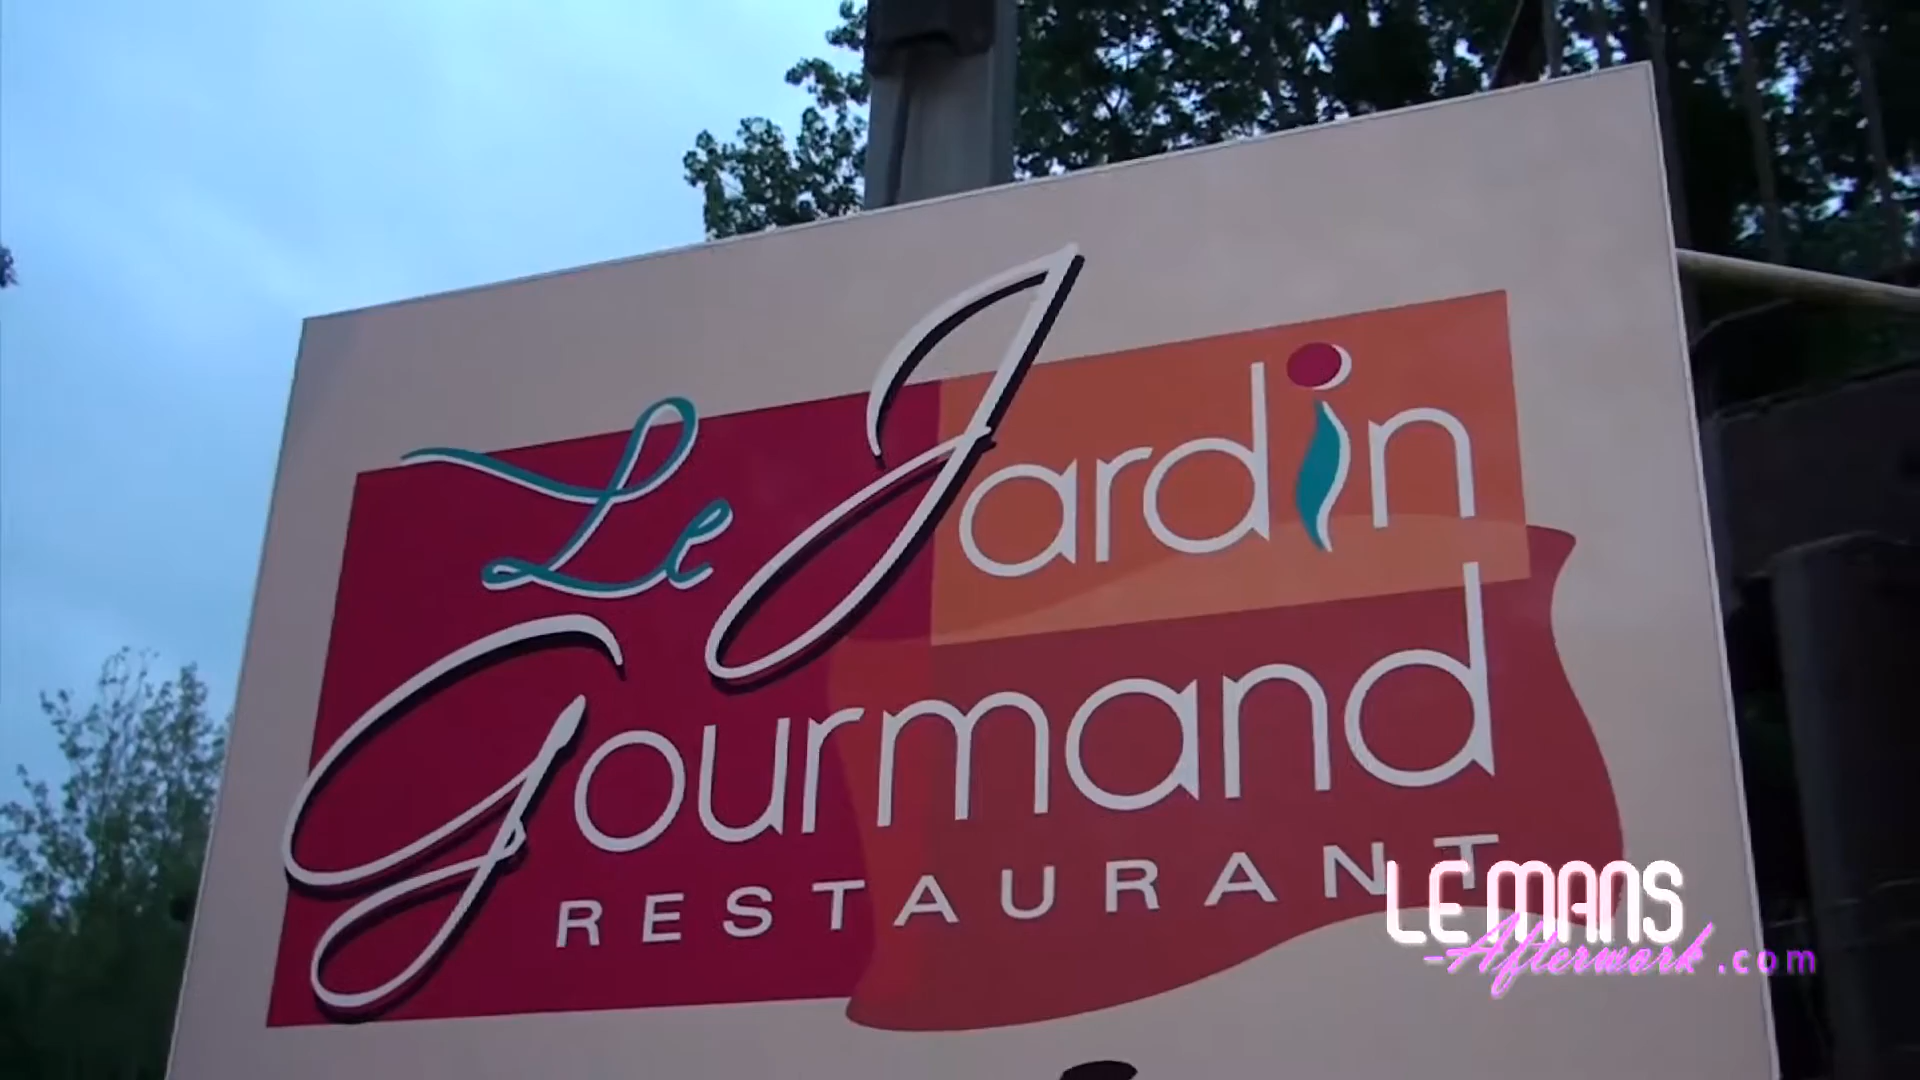 Le Jardin
Gourmand
RESTAURANT
LE MANS
-Afterwork.com